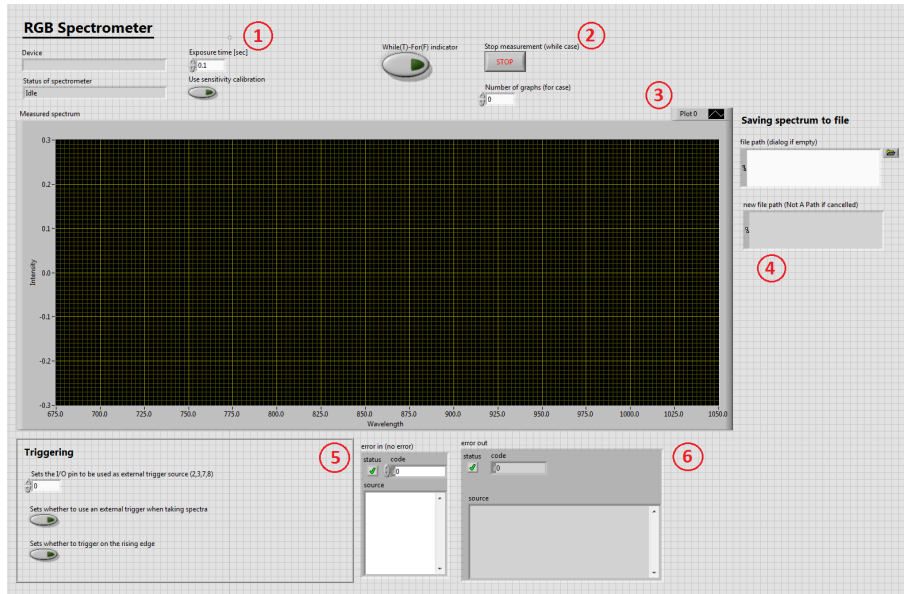 RGB Spectrometer
1
2
Device
Exposure time [sec]
0.1
While(T)-For(F) indicator
Stop measurement (while case)
STOP
Status of spectrometer
Idle
Use sensitivity calibration
Number of graphs (for case)
0
3
Measured spectrum
Plot 0
Saving spectrum to file
file path (dialog if empty)
new file path (Not A Path if cancelled)
4
0.3
0.2
0.1
0.0
-0.1
-0.2
-0.3
Intensity
675.0 700.0 725.0 750.0 775.0 800.0 825.0 850.0 875.0 900.0 925.0 950.0 975.0 1000.0 1025.0 1050.0
Wavelength
Triggering
5
Sets the I/O pin to be used as external trigger source (2,3,7,8)
0
Sets whether to use an external trigger when taking spectra
Sets whether to trigger on the rising edge
error in (no error)
status code
0
source
error out
6
status code
0
source